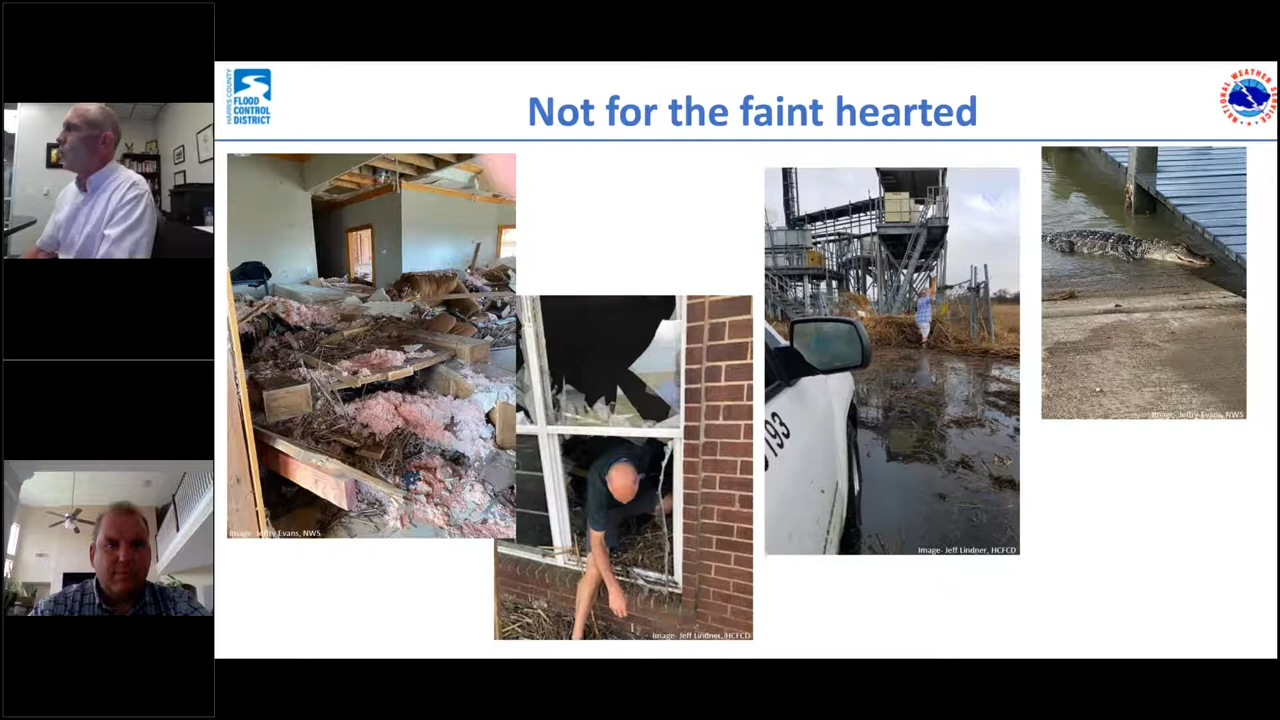 HARRIS COUNTY
FLOOD
CONTROL
DISTRICT
Not for the faint hearted
NATIONAL WEATHER
Image- Jeffry Evans, NWS
Image- Jeff Lindner, HCFCD
193
Image- Jeff Lindner, HCFCD
Image- Jeffry Evans, NWS